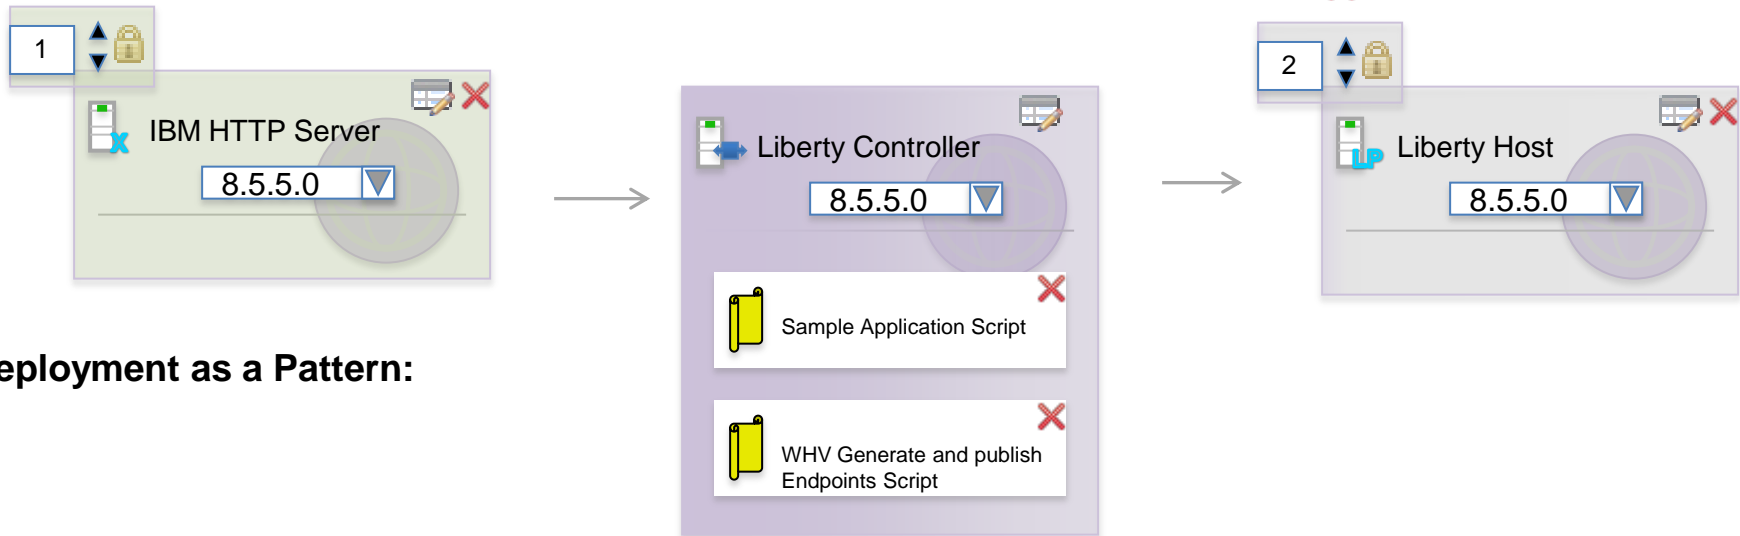 1
IBM HTTP Server
8.5.5.0
Liberty Controller
8.5.5.0
Sample Application Script
WHV Generate and publish
Endpoints Script
2
Liberty Host
LP
8.5.5.0
eployment as a Pattern: